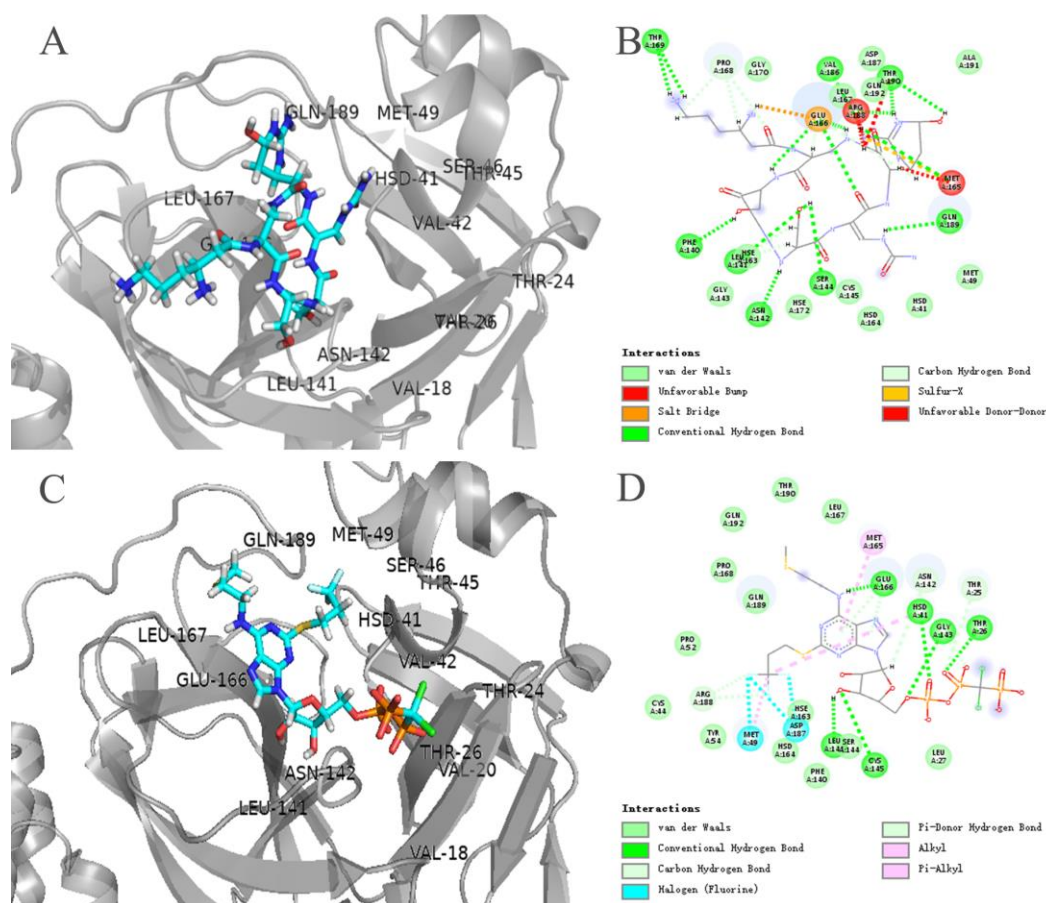 A
GLN-189
MET-49
SER-46
THR-45
HSD-41
LEU-167
VAL-42
THR-24
THR-26
ASN-142
LEU-141
VAL-18
B
THR
A:169
PRO
A:168
GLY
A:170
VAL
A:186
ASP
A:187
THR
A:190
ALA
A:191
LEU
A:167
GLN
A:192
ARG
A:188
GLU
A:166
MET
A:165
GLN
A:189
PHE
A:140
LEU
A:141
HSE
A:163
SER
A:144
CYS
A:145
MET
A:49
GLY
A:143
ASN
A:142
HSE
A:172
HSD
A:164
HSD
A:41
Interactions
van der Waals
Unfavorable Bump
Salt Bridge
Conventional Hydrogen Bond
Carbon Hydrogen Bond
Sulfur-X
Unfavorable Donor-Donor
C
GLN-189
MET-49
SER-46
THR-45
HSD-41
LEU-167
VAL-42
GLU-166
THR-24
THR-26
VAL-20
ASN-142
LEU-141
VAL-18
D
THR
A:190
LEU
A:167
GLN
A:192
MET
A:165
PRO
A:168
GLU
A:166
ASN
A:142
THR
A:25
GLN
A:189
HSD
A:41
GLY
A:143
THR
A:26
PRO
A:52
ARG
A:188
CYS
A:44
HSE
A:163
TYR
A:54
MET
A:49
ASP
A:187
HSD
A:164
LEU
A:141
SER
A:144
PHE
A:140
CYS
A:145
LEU
A:27
Interactions
van der Waals
Conventional Hydrogen Bond
Carbon Hydrogen Bond
Halogen (Fluorine)
Pi-Donor Hydrogen Bond
Alkyl
Pi-Alkyl